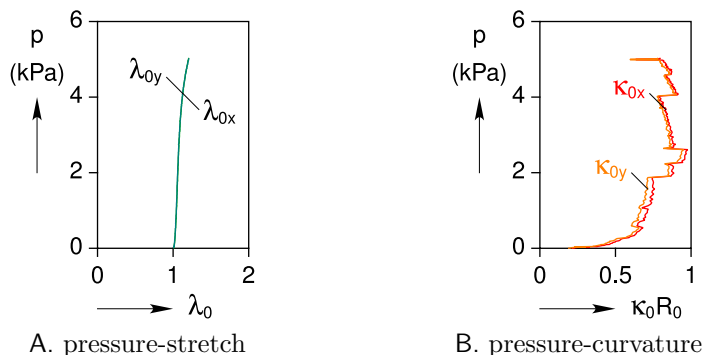 p
(kPa)
6
4
2
0
λ0y
λ0x
0 1 2
λ0
A. pressure-stretch
p
(kPa)
6
4
2
0
κ0x
κ0y
0 0.5 1
κ0R0
B. pressure-curvature